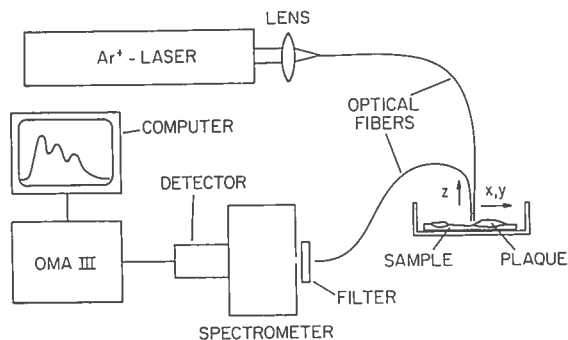 LENS
Ar⁺ - LASER
OPTICAL
FIBERS
COMPUTER
DETECTOR
z
x,y
OMA III
SAMPLE
PLAQUE
FILTER
SPECTROMETER